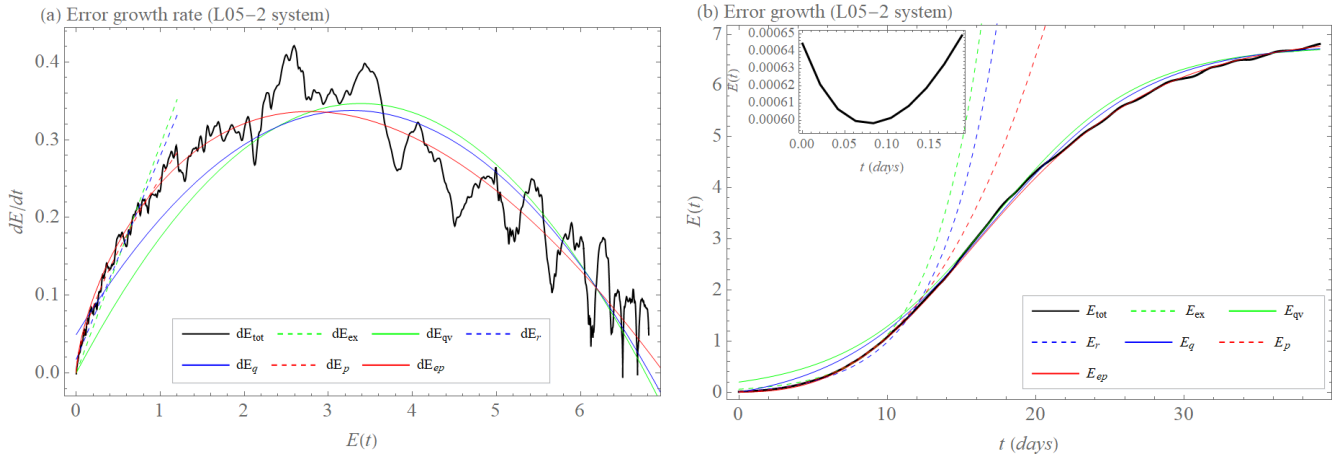 (a) Error growth rate (L05−2 system)
dE/dt
0.4
0.3
0.2
0.1
0.0
dE_tot dE_ex dE_qv dE_r
dE_q dE_p dE_ep
0 1 2 3 4 5 6
E(t)
(b) Error growth (L05−2 system)
E(t)
7
6
5
4
3
2
1
0
E(t)
0.00065
0.00064
0.00063
0.00062
0.00061
0.00060
0.00 0.05 0.10 0.15
t (days)
E_tot E_ex E_qv
E_r E_q E_p
E_ep
0 10 20 30
t (days)